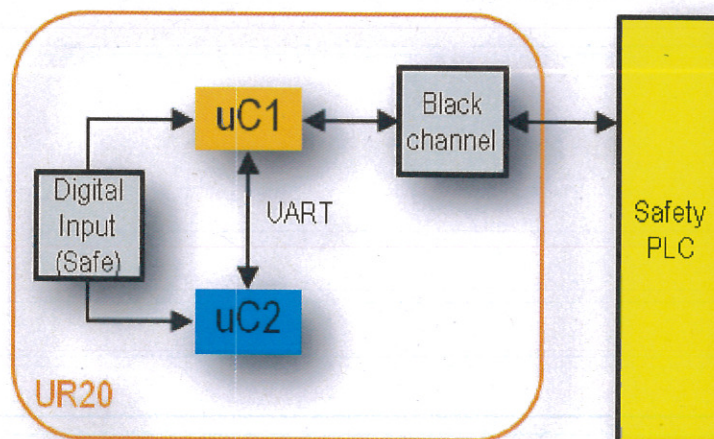 uC1
Black
channel
Digital
Input
(Safe)
UART
Safety
PLC
uC2
UR20